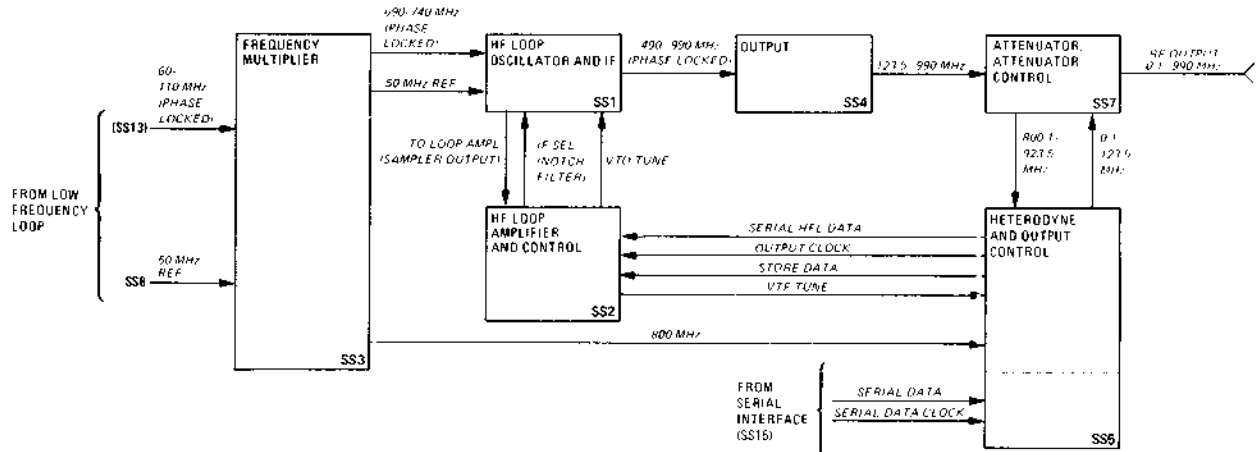 FREQUENCY
MULTIPLIER
SS3
60-
110 MHz
(PHASE
LOCKED)
(SS13)
FROM LOW
FREQUENCY
LOOP
50 MHz
REF
SS8
690-740 MHz
(PHASE
LOCKED)
50 MHz REF
HF LOOP
OSCILLATOR AND IF
SS1
490-990 MHz
(PHASE LOCKED)
OUTPUT
SS4
123.5-990 MHz
ATTENUATOR,
ATTENUATOR
CONTROL
SS7
RF OUTPUT
0.1-990 MHz
TO LOOP AMPL
(SAMPLER OUTPUT)
IF SEL
(NOTCH
FILTER)
VTO TUNE
800.1-
923.5
MHz
0.1-
123.5
MHz
HF LOOP
AMPLIFIER
AND CONTROL
SS2
SERIAL HFL DATA
OUTPUT CLOCK
STORE DATA
VTF TUNE
800 MHz
HETERODYNE
AND OUTPUT
CONTROL
SS5
FROM
SERIAL
INTERFACE
(SS15)
SERIAL DATA
SERIAL DATA CLOCK